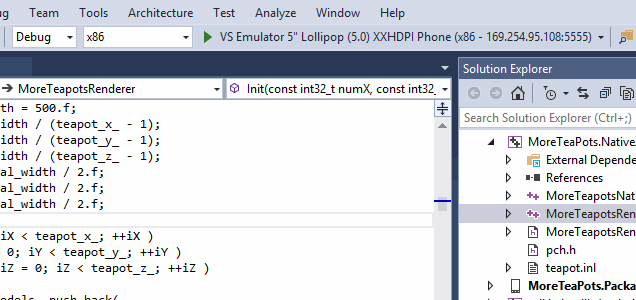 g Team Tools Architecture Test Analyze Window Help
Debug x86 VS Emulator 5" Lollipop (5.0) XXHDPI Phone (x86 - 169.254.95.108:5555)
MoreTeapotsRenderer Init(const int32_t numX, const int32_
th = 500.f;
idth / (teapot_x_ - 1);
idth / (teapot_y_ - 1);
idth / (teapot_z_ - 1);
al_width / 2.f;
al_width / 2.f;
al_width / 2.f;
iX < teapot_x_; ++iX )
0; iY < teapot_y_; ++iY )
iZ = 0; iZ < teapot_z_; ++iZ )
odels_.push_back(
Solution Explorer
Search Solution Explorer (Ctrl+;)
MoreTeaPots.Native
External Depende
References
MoreTeapotsNat
MoreTeapotsRen
MoreTeapotsRen
pch.h
teapot.inl
MoreTeaPots.Packa